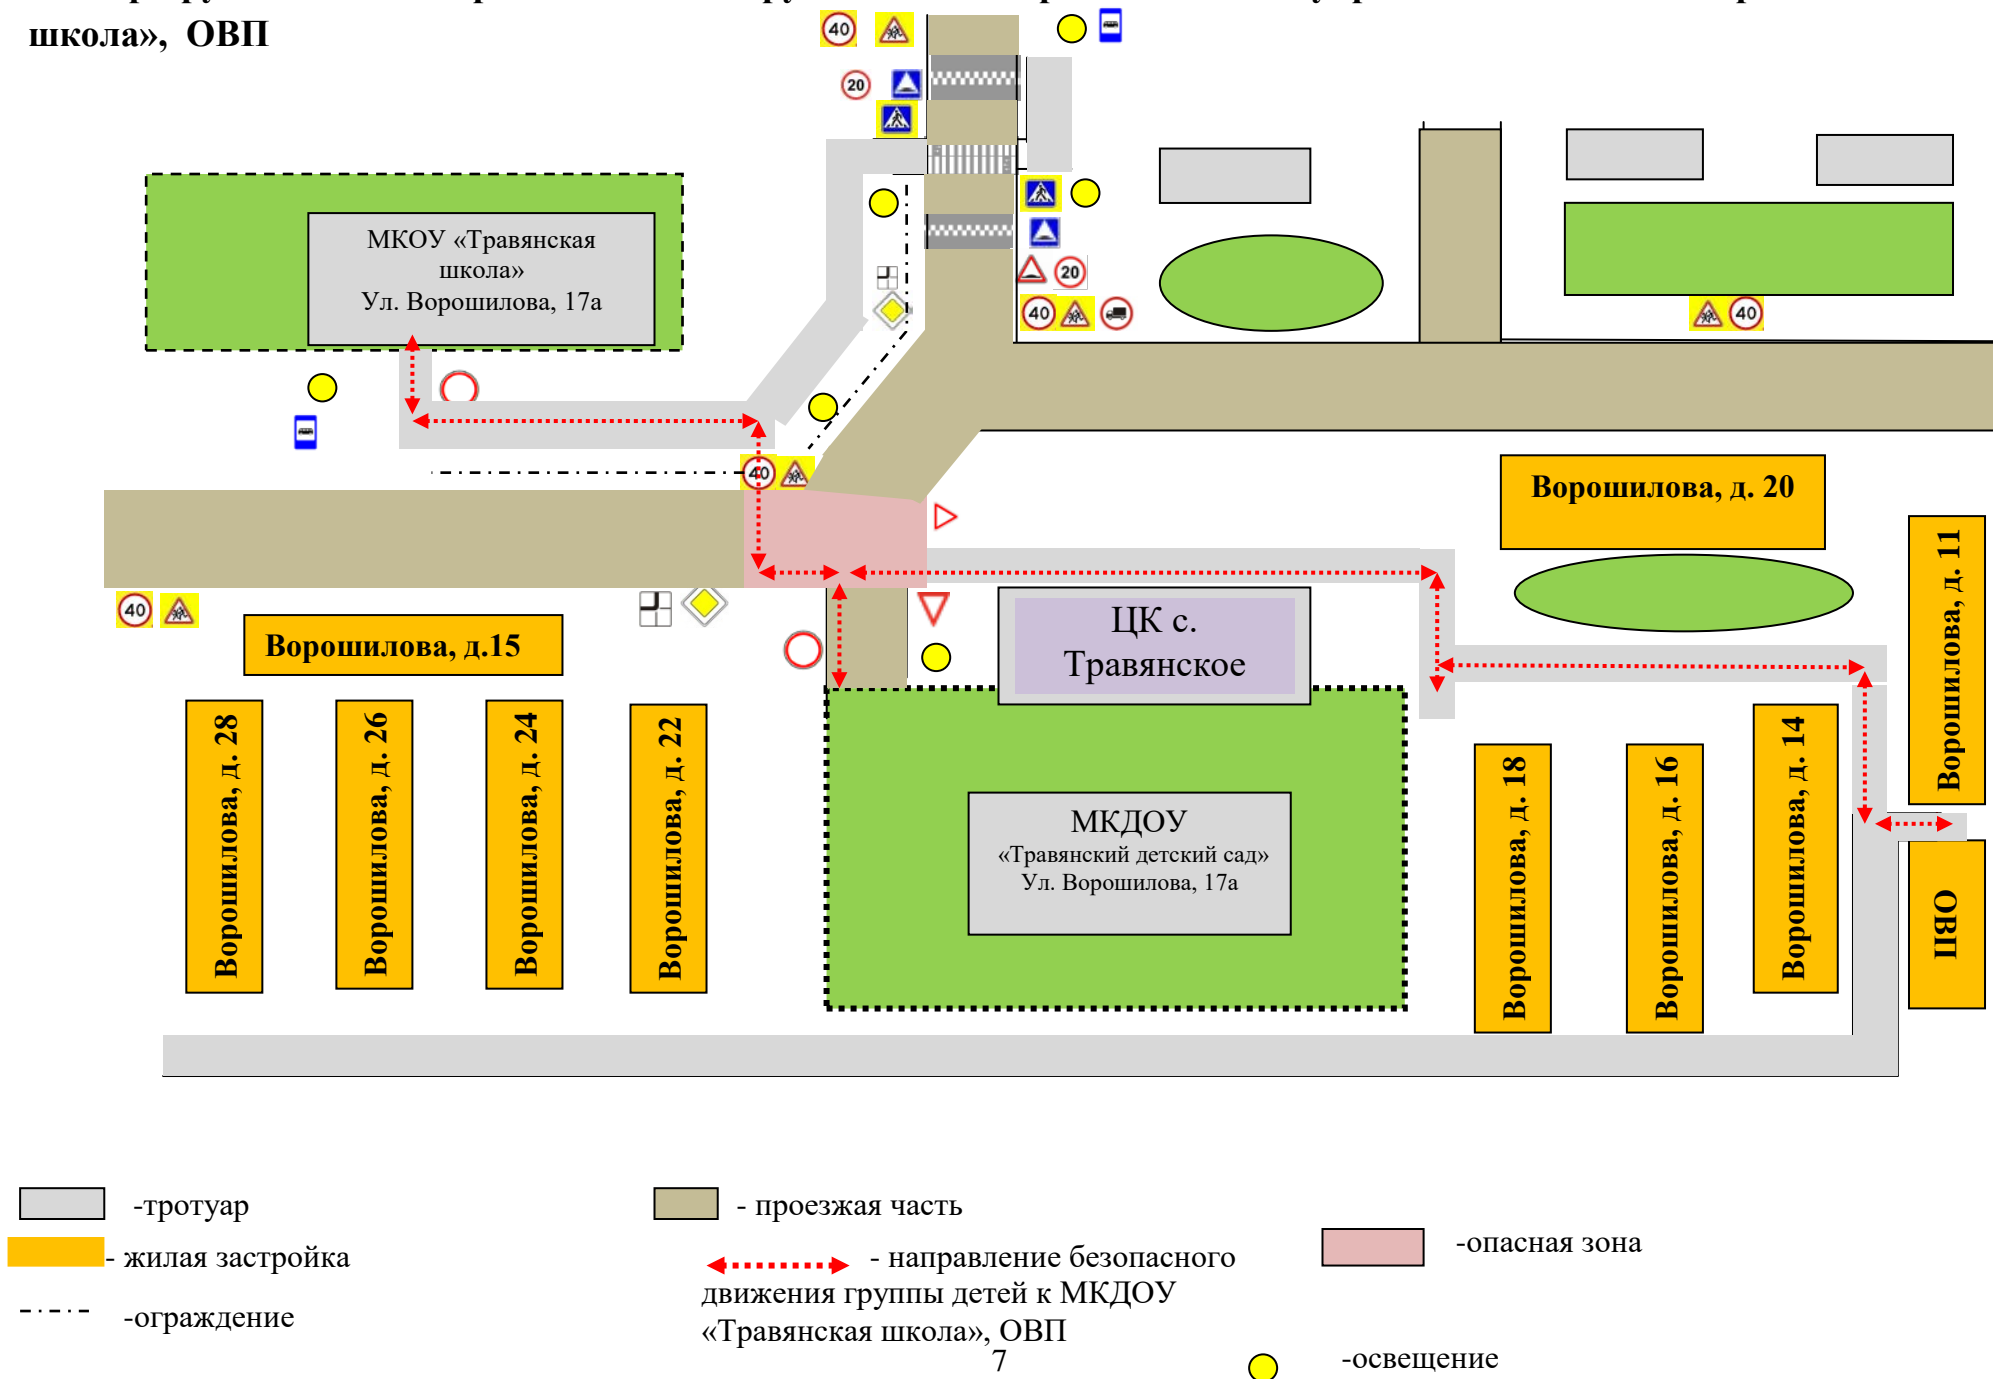 школа», ОВП
40
20
МКОУ «Травянская
школа»
Ул. Ворошилова, 17а
20
40
40
40
Ворошилова, д. 20
Ворошилова, д. 11
40
Ворошилова, д.15
ЦК с.
Травянское
Ворошилова, д. 28
Ворошилова, д. 26
Ворошилова, д. 24
Ворошилова, д. 22
МКДОУ
«Травянский детский сад»
Ул. Ворошилова, 17а
Ворошилова, д. 18
Ворошилова, д. 16
Ворошилова, д. 14
ОВП
-тротуар
- проезжая часть
-опасная зона
- жилая застройка
- направление безопасного
движения группы детей к МКДОУ
«Травянская школа», ОВП
-ограждение
7
-освещение